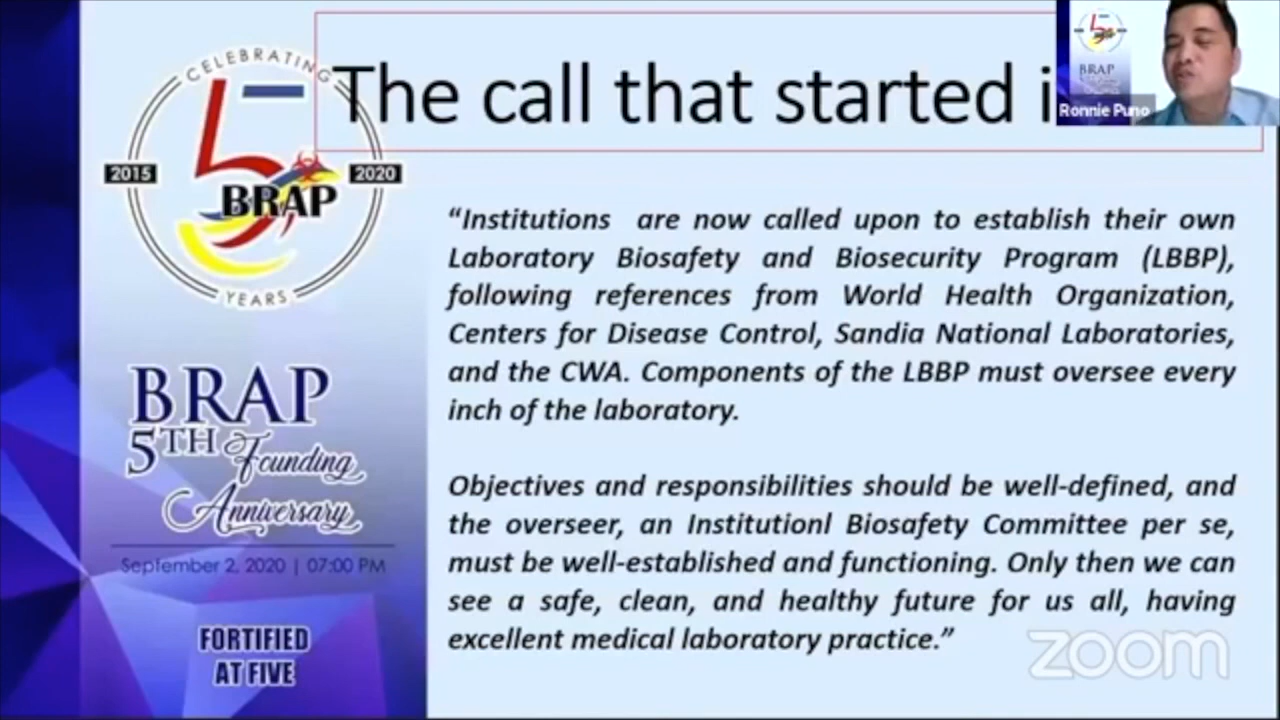 CELEBRATING
5
2015
2020
BRAP
YEARS
BRAP
5TH Founding
Anniversary
September 2, 2020 | 07:00 PM
FORTIFIED
AT FIVE
The call that started i
BRAP
BRAP
Ronnie Puno
“Institutions are now called upon to establish their own
Laboratory Biosafety and Biosecurity Program (LBBP),
following references from World Health Organization,
Centers for Disease Control, Sandia National Laboratories,
and the CWA. Components of the LBBP must oversee every
inch of the laboratory.
Objectives and responsibilities should be well-defined, and
the overseer, an Institutionl Biosafety Committee per se,
must be well-established and functioning. Only then we can
see a safe, clean, and healthy future for us all, having
excellent medical laboratory practice.”
zoom